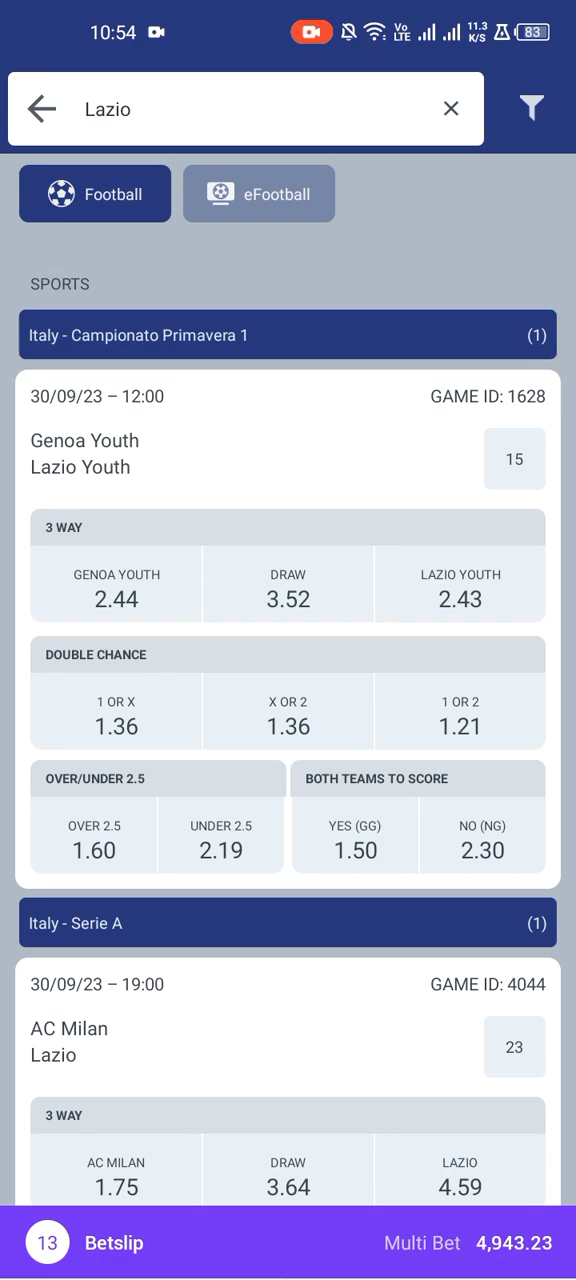 10:54
Vo LTE 11.3 K/S 83
Lazio
Football eFootball
SPORTS
Italy - Campionato Primavera 1 (1)
30/09/23 – 12:00 GAME ID: 1628
Genoa Youth
Lazio Youth
15
3 WAY
GENOA YOUTH DRAW LAZIO YOUTH
2.44 3.52 2.43
DOUBLE CHANCE
1 OR X X OR 2 1 OR 2
1.36 1.36 1.21
OVER/UNDER 2.5 BOTH TEAMS TO SCORE
OVER 2.5 UNDER 2.5 YES (GG) NO (NG)
1.60 2.19 1.50 2.30
Italy - Serie A (1)
30/09/23 – 19:00 GAME ID: 4044
AC Milan
Lazio
23
3 WAY
AC MILAN DRAW LAZIO
1.75 3.64 4.59
13 Betslip Multi Bet 4,943.23